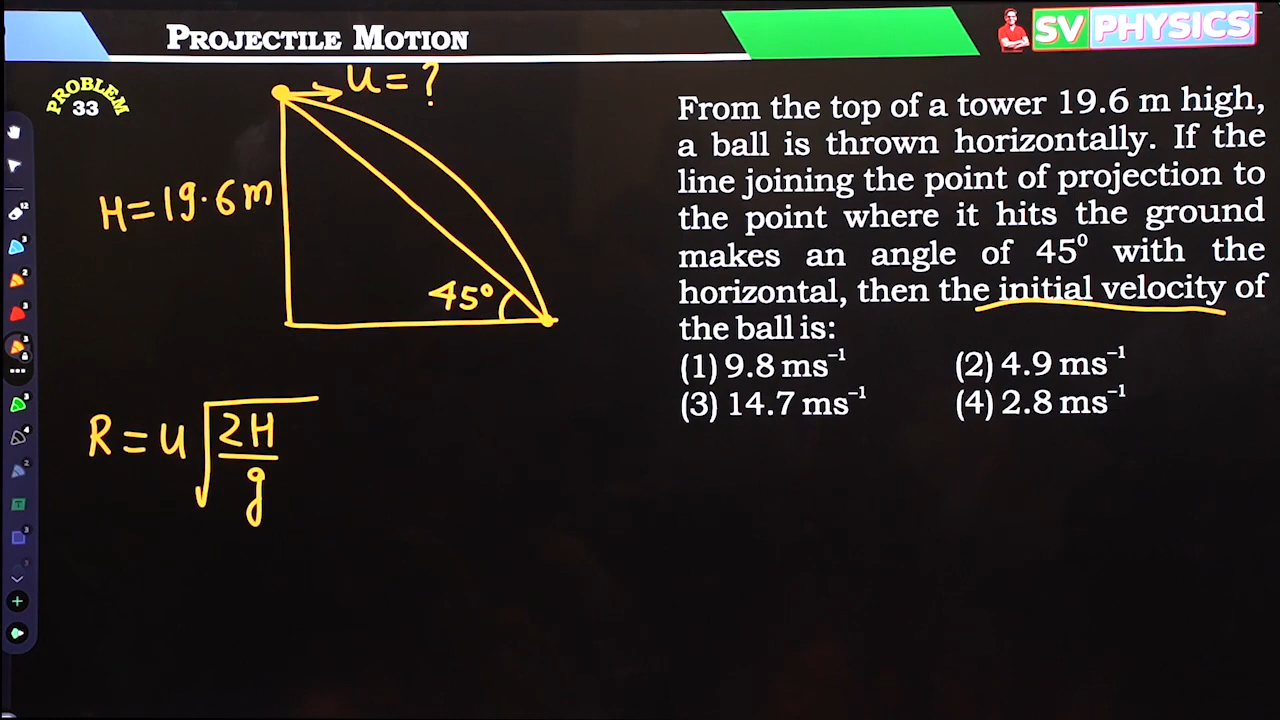 PROJECTILE MOTION
SV PHYSICS
PROBLEM
33
u = ?
H = 19.6 m
45°
R = u √(2H/g)
From the top of a tower 19.6 m high,
a ball is thrown horizontally. If the
line joining the point of projection to
the point where it hits the ground
makes an angle of 45⁰ with the
horizontal, then the initial velocity of
the ball is:
(1) 9.8 ms⁻¹ (2) 4.9 ms⁻¹
(3) 14.7 ms⁻¹ (4) 2.8 ms⁻¹